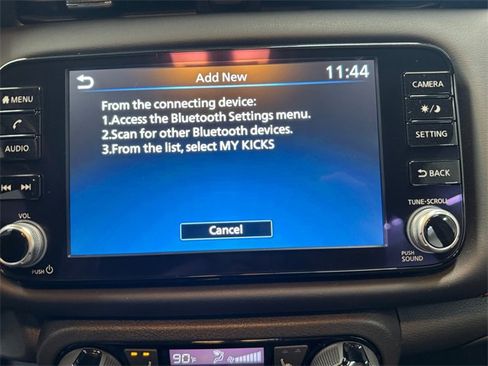 Add New
11:44
From the connecting device:
1.Access the Bluetooth Settings menu.
2.Scan for other Bluetooth devices.
3.From the list, select MY KICKS
Cancel
MENU
AUDIO
VOL
PUSH
CAMERA
SETTING
BACK
TUNE·SCROLL
PUSH
SOUND
90°F